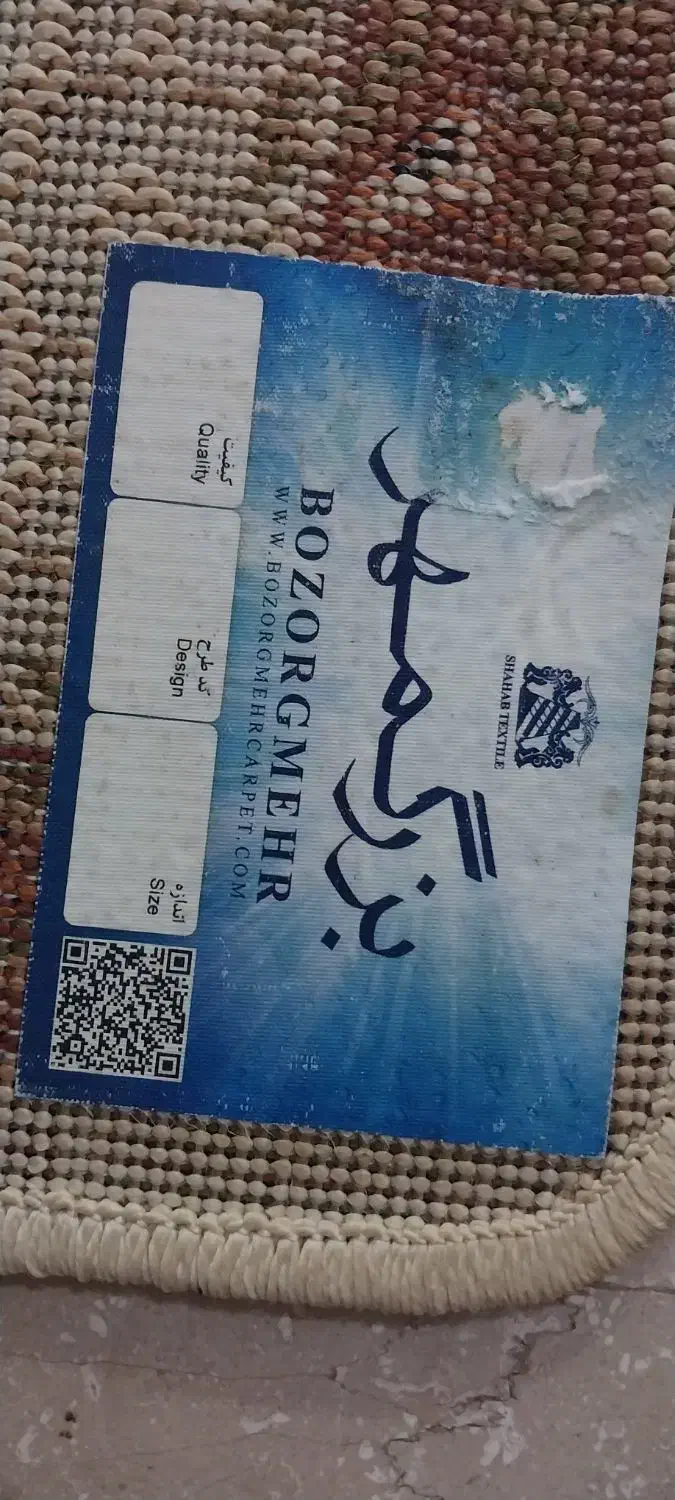 SHAHAB TEXTILE
بزرگمهر
BOZORGMEHR
WWW.BOZORGMEHRCARPET.COM
کیفیت
Quality
کد طرح
Design
اندازه
Size